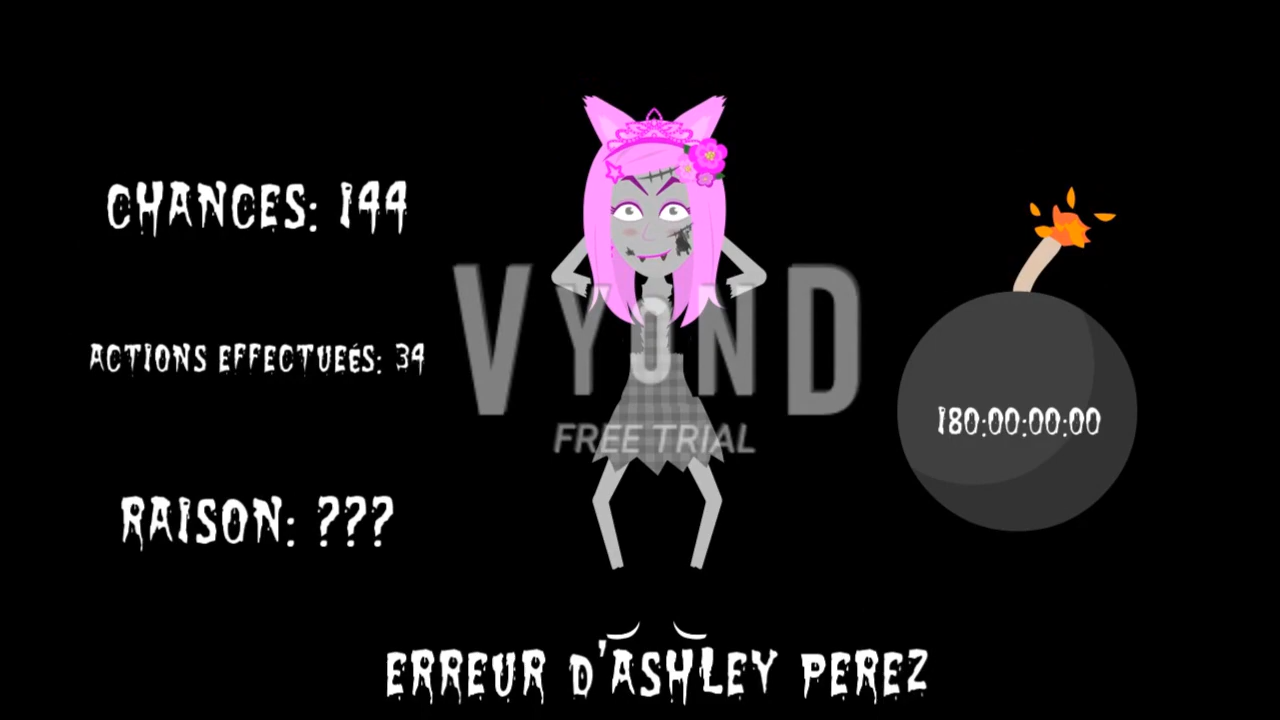 CHANCES: 144
ACTIONS EFFECTUEéS: 34
RAISON: ???
VYOND
FREE TRIAL
180:00:00:00
ERREUR D'ASHLEY PEREZ